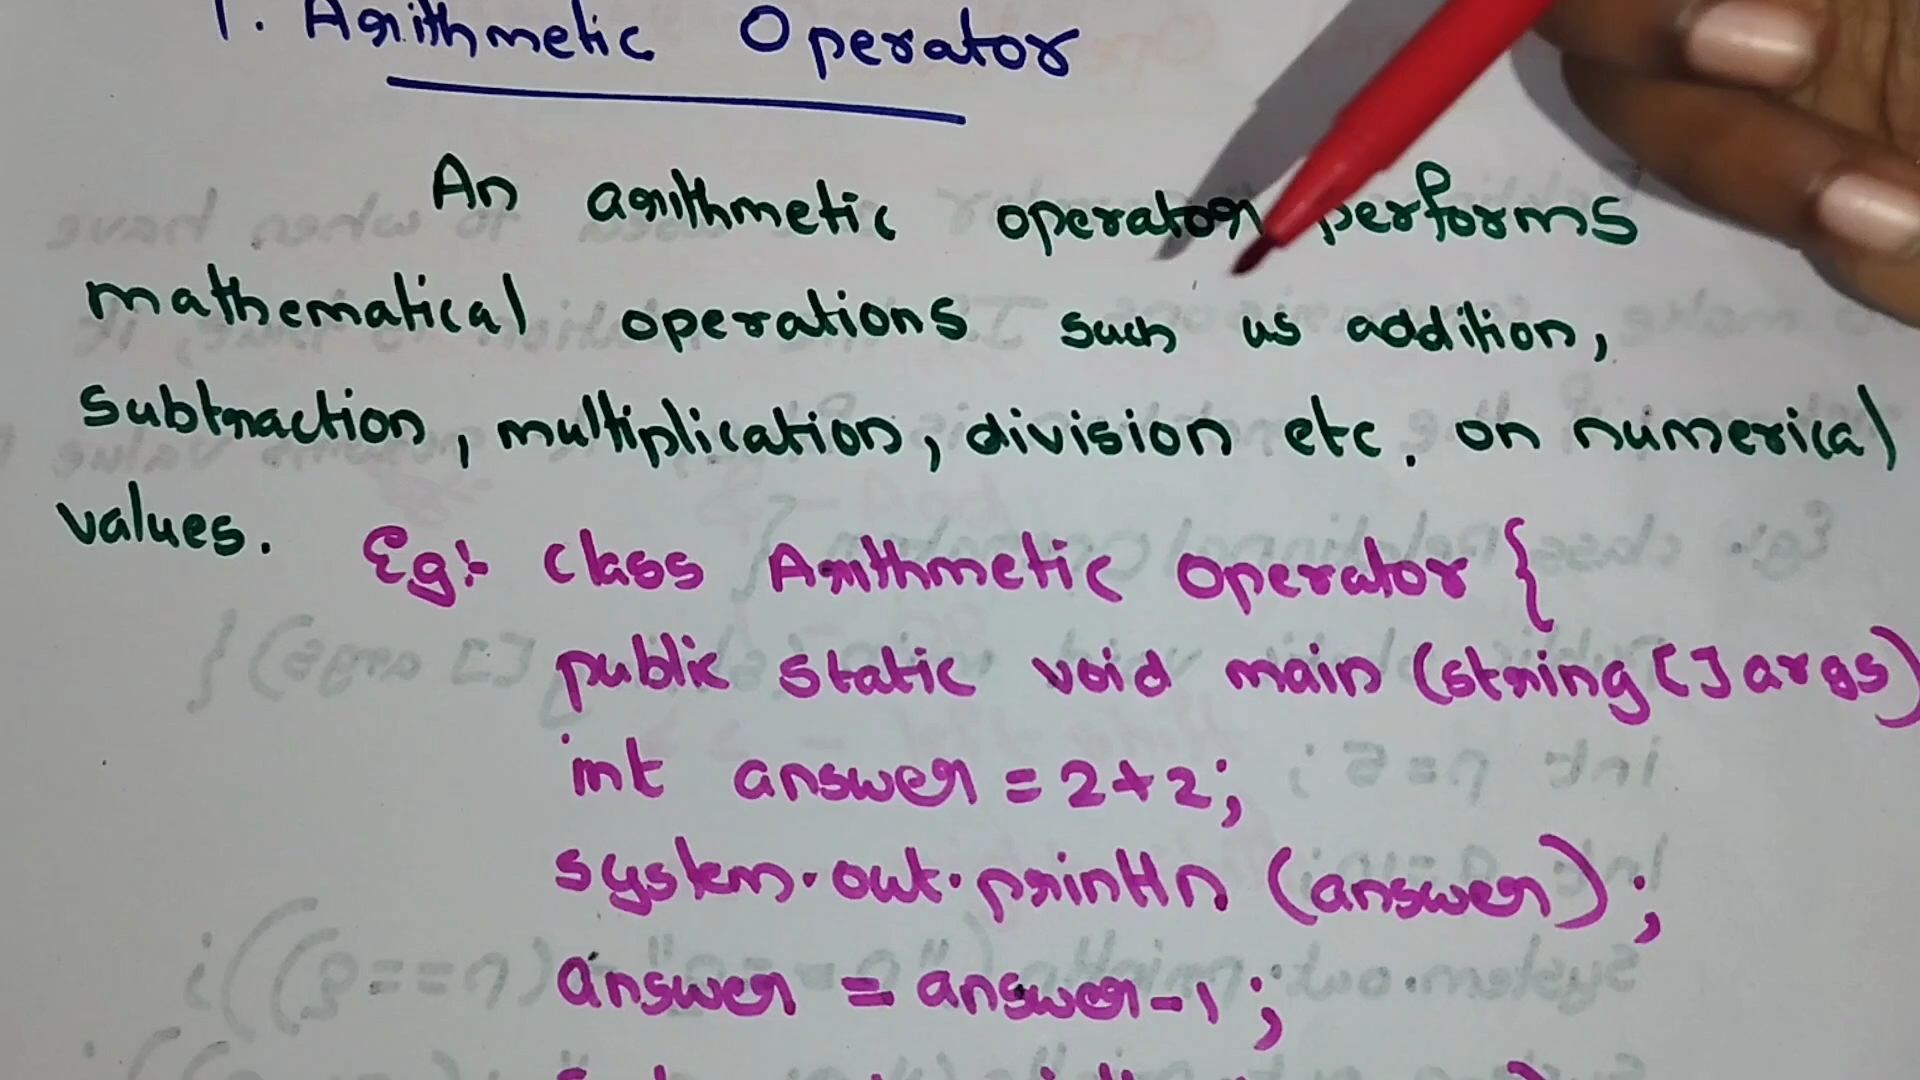 1. Arithmetic Operator
An arithmetic operator performs
mathematical operations such as addition,
subtraction, multiplication, division etc. on numerical
values. Eg:- class Arithmetic Operator {
public static void main (string [] args)
int answer = 2+2;
system.out.println (answer);
answer = answer-1;